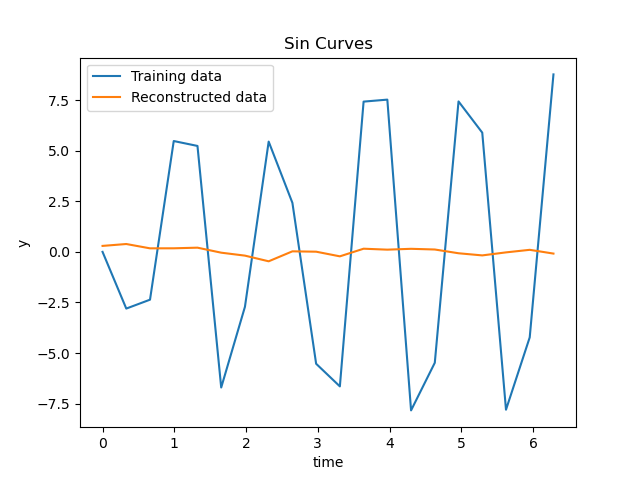 Sin Curves
Training data
Reconstructed data
7.5
5.0
2.5
0.0
−2.5
−5.0
−7.5
y
0 1 2 3 4 5 6
time